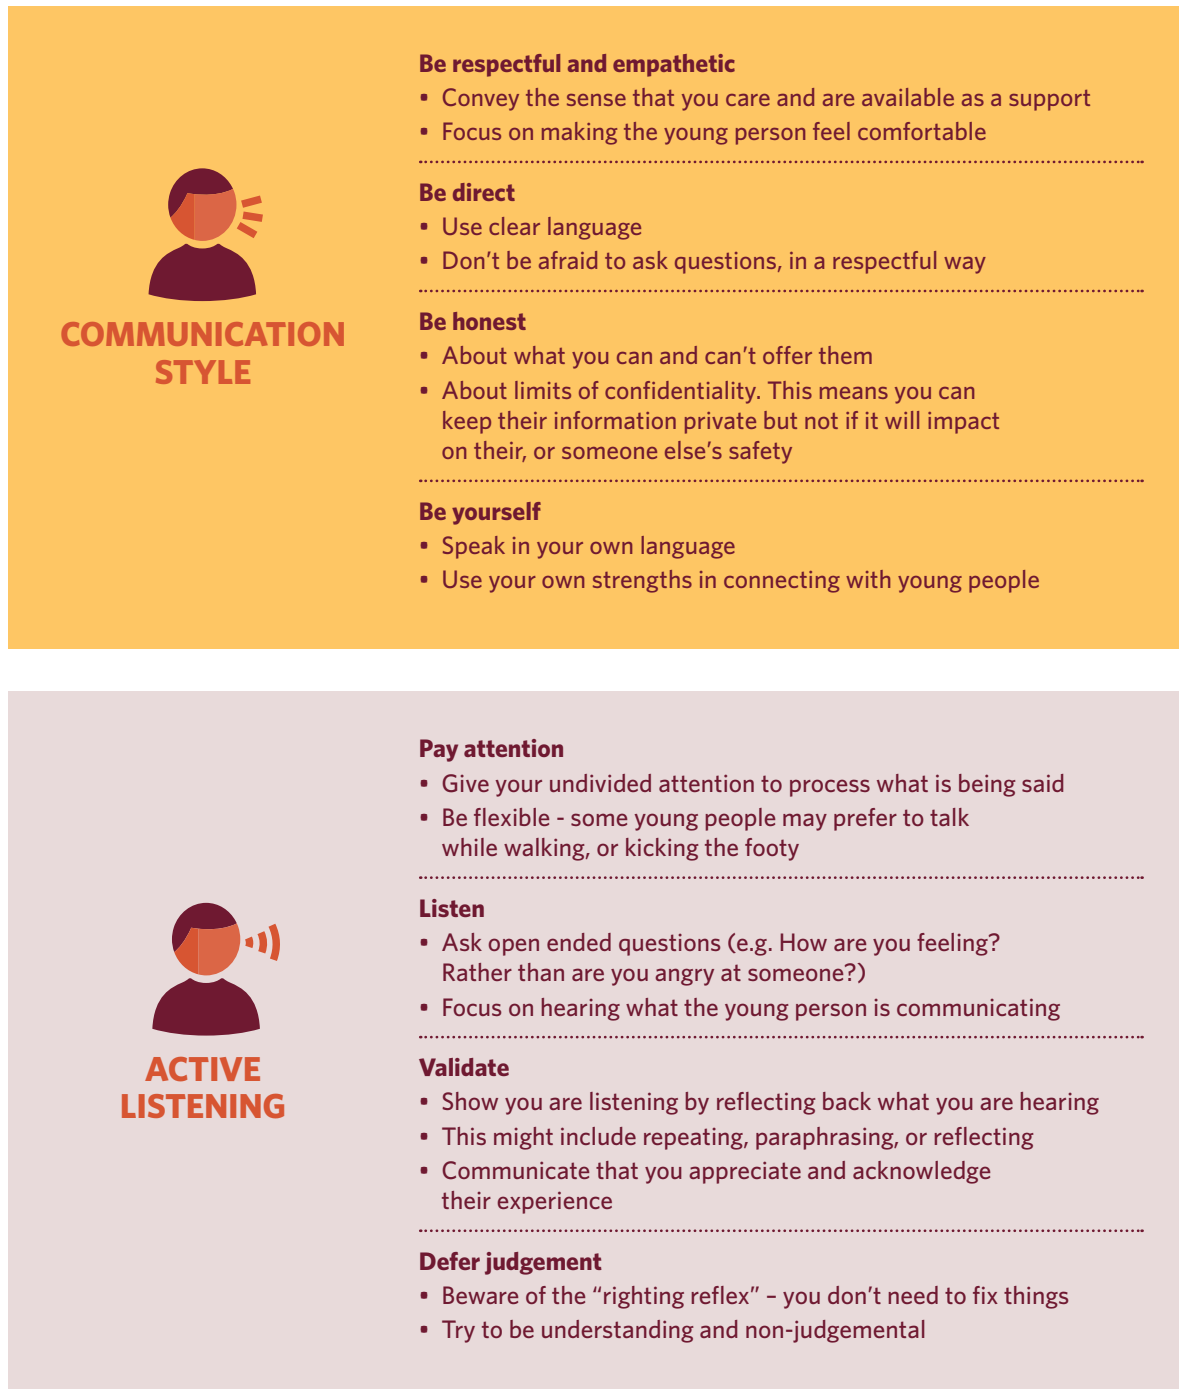 COMMUNICATION
STYLE
Be respectful and empathetic
▪ Convey the sense that you care and are available as a support
▪ Focus on making the young person feel comfortable
Be direct
▪ Use clear language
▪ Don’t be afraid to ask questions, in a respectful way
Be honest
▪ About what you can and can’t offer them
▪ About limits of confidentiality. This means you can
keep their information private but not if it will impact
on their, or someone else’s safety
Be yourself
▪ Speak in your own language
▪ Use your own strengths in connecting with young people
ACTIVE
LISTENING
Pay attention
▪ Give your undivided attention to process what is being said
▪ Be flexible - some young people may prefer to talk
while walking, or kicking the footy
Listen
▪ Ask open ended questions (e.g. How are you feeling?
Rather than are you angry at someone?)
▪ Focus on hearing what the young person is communicating
Validate
▪ Show you are listening by reflecting back what you are hearing
▪ This might include repeating, paraphrasing, or reflecting
▪ Communicate that you appreciate and acknowledge
their experience
Defer judgement
▪ Beware of the “righting reflex” – you don’t need to fix things
▪ Try to be understanding and non-judgemental